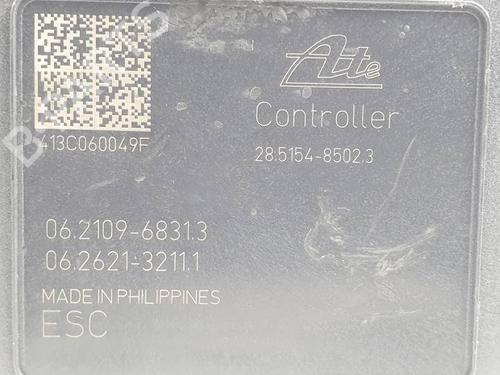 Ate
Controller
413C060049F
28.5154-8502.3
06.2109-6831.3
06.2621-3211.1
MADE IN PHILIPPINES
ESC